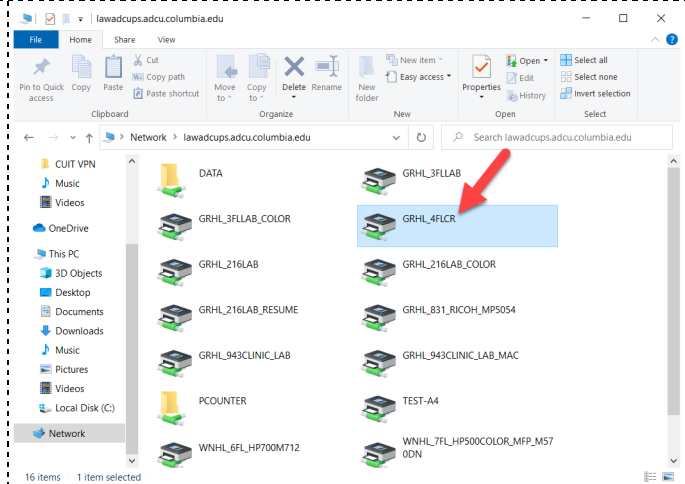 lawadcups.adcu.columbia.edu
File Home Share View
Pin to Quick access
Copy
Paste
Cut
Copy path
Paste shortcut
Clipboard
Move to
Copy to
Delete
Rename
Organize
New folder
New item
Easy access
New
Properties
Open
Edit
History
Open
Select all
Select none
Invert selection
Select
Network > lawadcups.adcu.columbia.edu
Search lawadcups.adcu.columbia.edu
CUIT VPN
Music
Videos
OneDrive
This PC
3D Objects
Desktop
Documents
Downloads
Music
Pictures
Videos
Local Disk (C:)
Network
DATA
GRHL_3FLLAB
GRHL_3FLLAB_COLOR
GRHL_4FLCR
GRHL_216LAB
GRHL_216LAB_COLOR
GRHL_216LAB_RESUME
GRHL_831_RICOH_MP5054
GRHL_943CLINIC_LAB
GRHL_943CLINIC_LAB_MAC
PCOUNTER
TEST-A4
WNHL_6FL_HP700M712
WNHL_7FL_HP500COLOR_MFP_M57
0DN
16 items 1 item selected